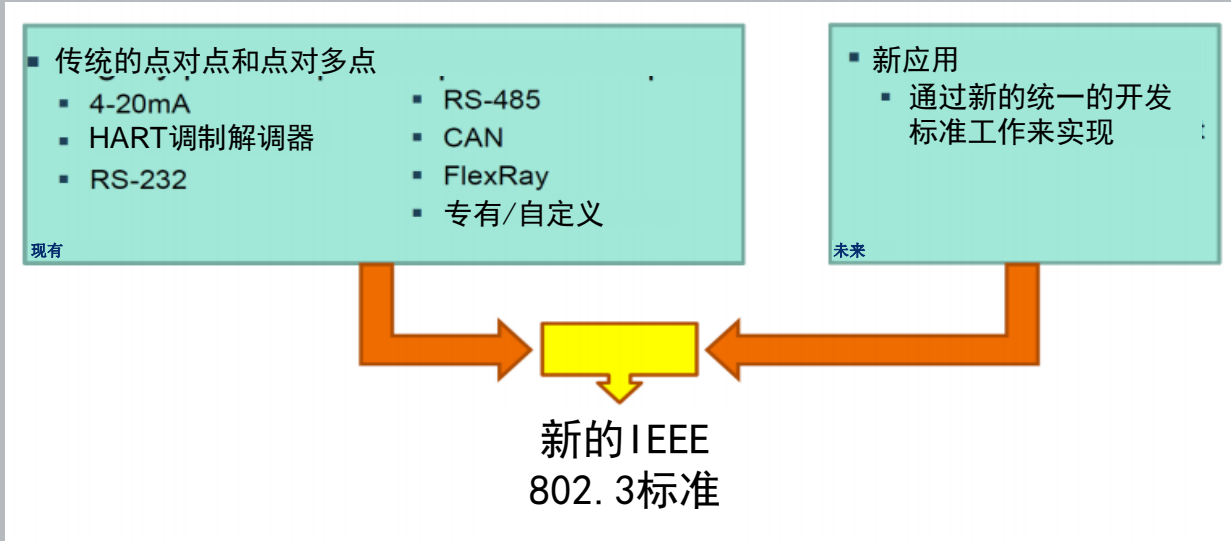 传统的点对点和点对多点
4-20mA
HART调制解调器
RS-232
RS-485
CAN
FlexRay
专有/自定义
现有
新应用
通过新的统一的开发
标准工作来实现
未来
新的IEEE
802.3标准